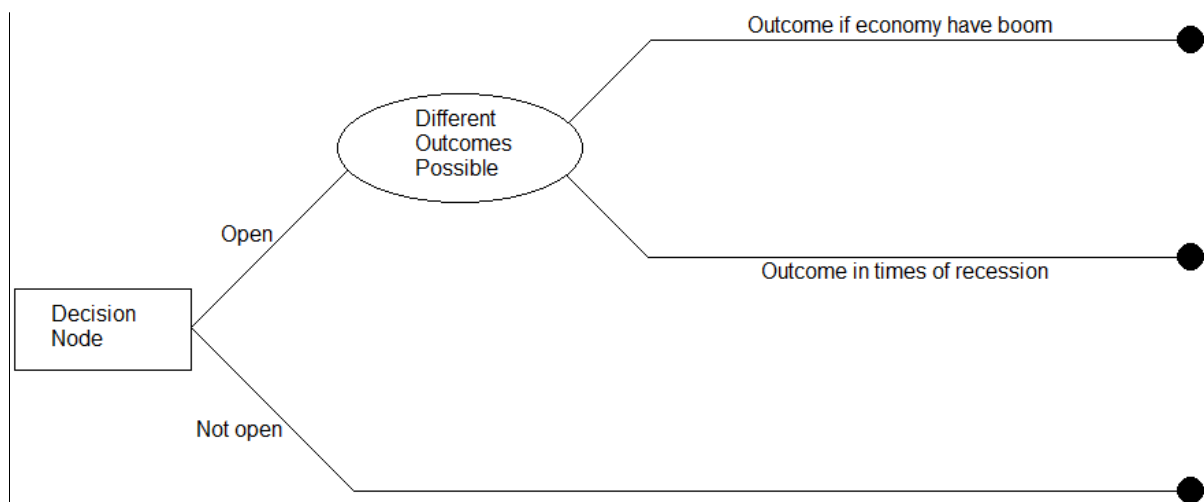 Outcome if economy have boom
Different
Outcomes
Possible
Open
Outcome in times of recession
Decision
Node
Not open